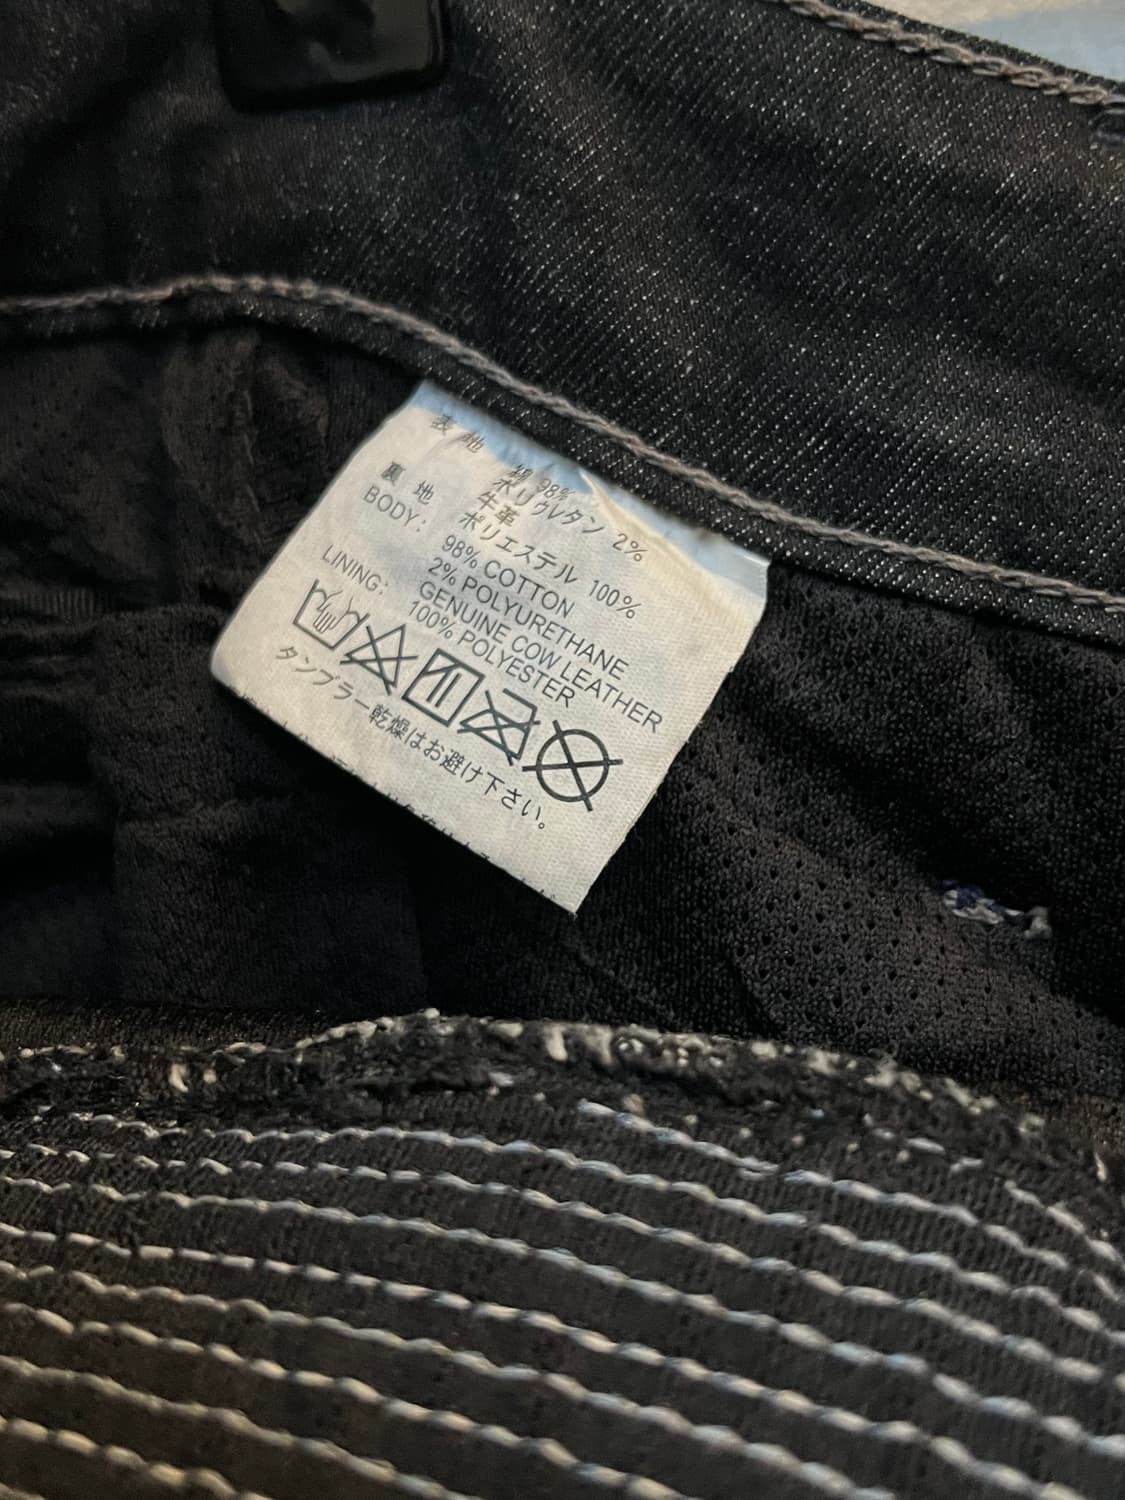 表 地 綿 98%
ポリウレタン 2%
牛革
裏 地 ポリエステル 100%
BODY: 98% COTTON
2% POLYURETHANE
GENUINE COW LEATHER
LINING: 100% POLYESTER
タンブラー乾燥はお避け下さい。